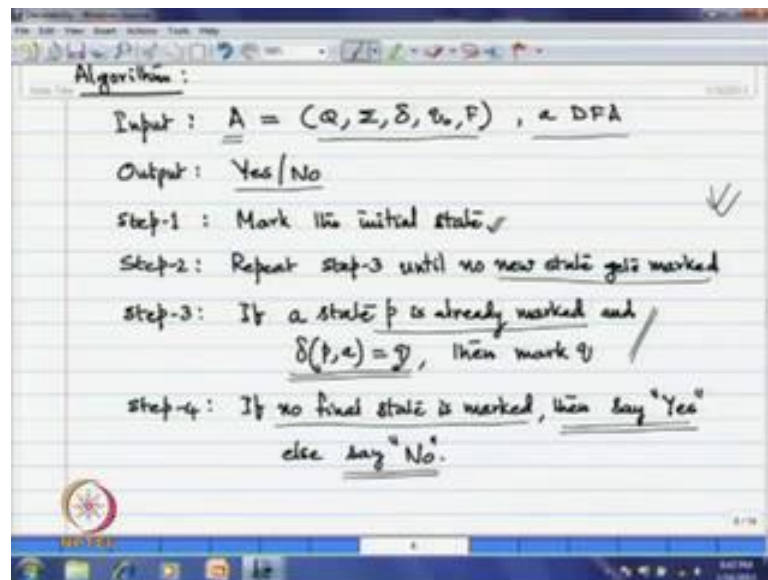 Algorithm :
Input : A = (Q, Σ, δ, q₀, F) , a DFA
Output : Yes/No
Step-1 : Mark the initial state
Step-2 : Repeat step-3 until no new state gets marked
Step-3 : If a state p is already marked and
δ(p,a) = q, then mark q
Step-4 : If no final state is marked, then say "Yes"
else say "No".
NPTEL